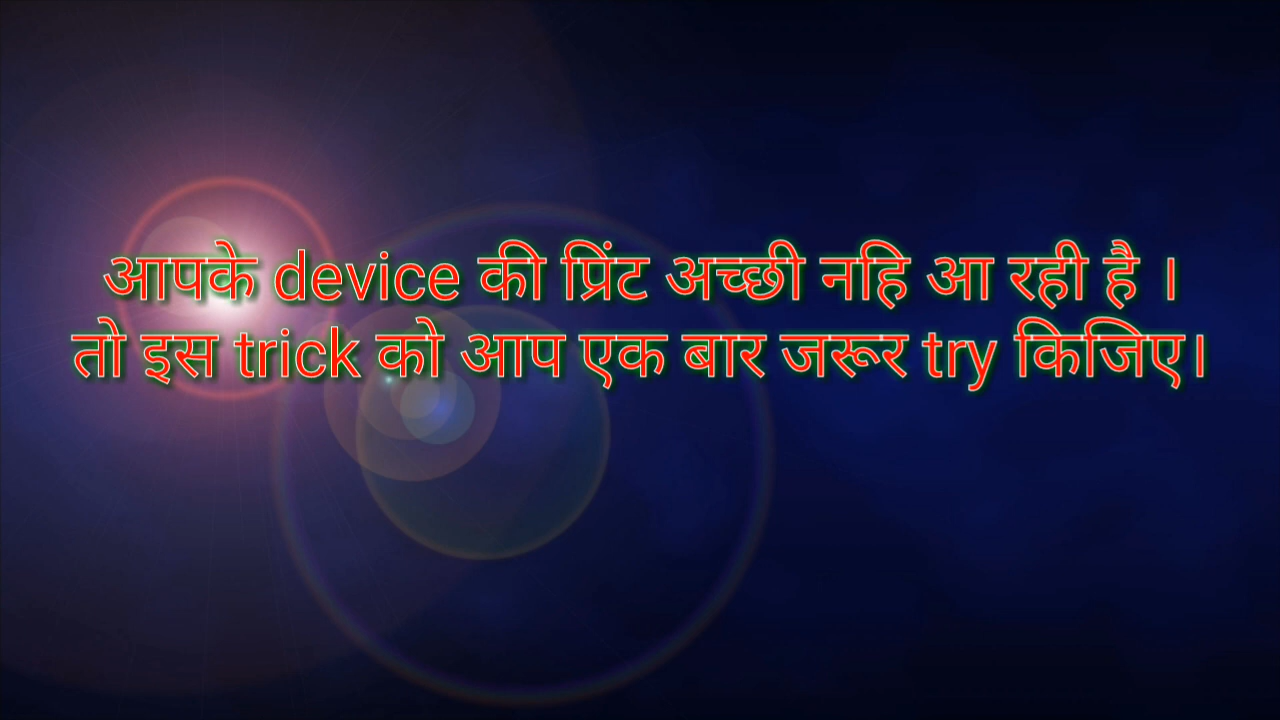 आपके device की प्रिंट अच्छी नहि आ रही है ।
तो इस trick को आप एक बार जरूर try किजिए।